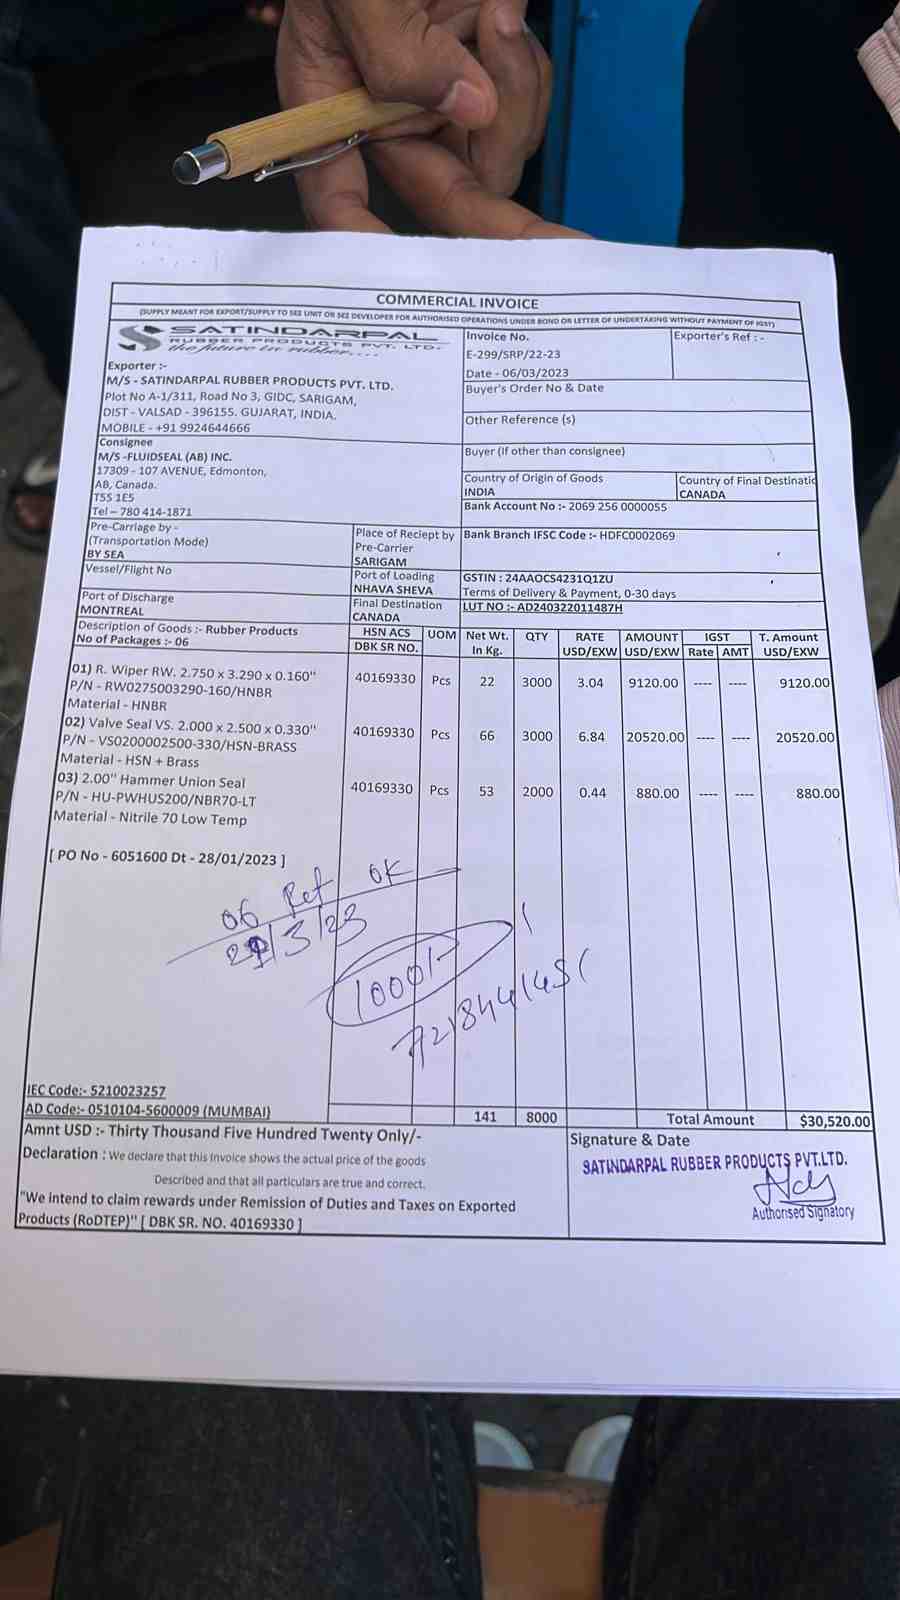 COMMERCIAL INVOICE
(SUPPLY MEANT FOR EXPORT/SUPPLY TO SEZ UNIT OR SEZ DEVELOPER FOR AUTHORISED OPERATIONS UNDER BOND OR LETTER OF UNDERTAKING WITHOUT PAYMENT OF IGST)
SATINDARPAL
RUBBER PRODUCTS PVT. LTD.
the future in rubber....
Exporter :-
M/S - SATINDARPAL RUBBER PRODUCTS PVT. LTD.
Plot No A-1/311, Road No 3, GIDC, SARIGAM,
DIST - VALSAD - 396155. GUJARAT, INDIA.
MOBILE - +91 9924644666
Invoice No.
E-299/SRP/22-23
Date - 06/03/2023
Exporter's Ref : -
Buyer's Order No & Date
Other Reference (s)
Consignee
M/S -FLUIDSEAL (AB) INC.
17309 - 107 AVENUE, Edmonton,
AB, Canada.
T5S 1E5
Tel – 780 414-1871
Buyer (If other than consignee)
Country of Origin of Goods
INDIA
Country of Final Destinatic
CANADA
Bank Account No :- 2069 256 0000055
Pre-Carriage by -
(Transportation Mode)
BY SEA
Place of Reciept by
Pre-Carrier
SARIGAM
Bank Branch IFSC Code :- HDFC0002069
Vessel/Flight No
Port of Loading
NHAVA SHEVA
GSTIN : 24AAOCS4231Q1ZU
Terms of Delivery & Payment, 0-30 days
Port of Discharge
MONTREAL
Final Destination
CANADA
LUT NO :- AD240322011487H
Description of Goods :- Rubber Products
No of Packages :- 06
HSN ACS
DBK SR NO.
UOM
Net Wt.
In Kg.
QTY
RATE
USD/EXW
AMOUNT
USD/EXW
IGST
Rate AMT
T. Amount
USD/EXW
01) R. Wiper RW. 2.750 x 3.290 x 0.160" 40169330 Pcs 22 3000 3.04 9120.00 ---- ---- 9120.00
P/N - RW0275003290-160/HNBR
Material - HNBR
02) Valve Seal VS. 2.000 x 2.500 x 0.330" 40169330 Pcs 66 3000 6.84 20520.00 ---- ---- 20520.00
P/N - VS0200002500-330/HSN-BRASS
Material - HSN + Brass
03) 2.00" Hammer Union Seal 40169330 Pcs 53 2000 0.44 880.00 ---- ---- 880.00
P/N - HU-PWHUS200/NBR70-LT
Material - Nitrile 70 Low Temp
[ PO No - 6051600 Dt - 28/01/2023 ]
06 OK
1000/-
IEC Code:- 5210023257
AD Code:- 0510104-5600009 (MUMBAI)
141 8000 Total Amount $30,520.00
Amnt USD :- Thirty Thousand Five Hundred Twenty Only/-
Declaration : We declare that this Invoice shows the actual price of the goods
Described and that all particulars are true and correct.
"We intend to claim rewards under Remission of Duties and Taxes on Exported
Products (RoDTEP)" [ DBK SR. NO. 40169330 ]
Signature & Date
SATINDARPAL RUBBER PRODUCTS PVT.LTD.
Authorised Signatory